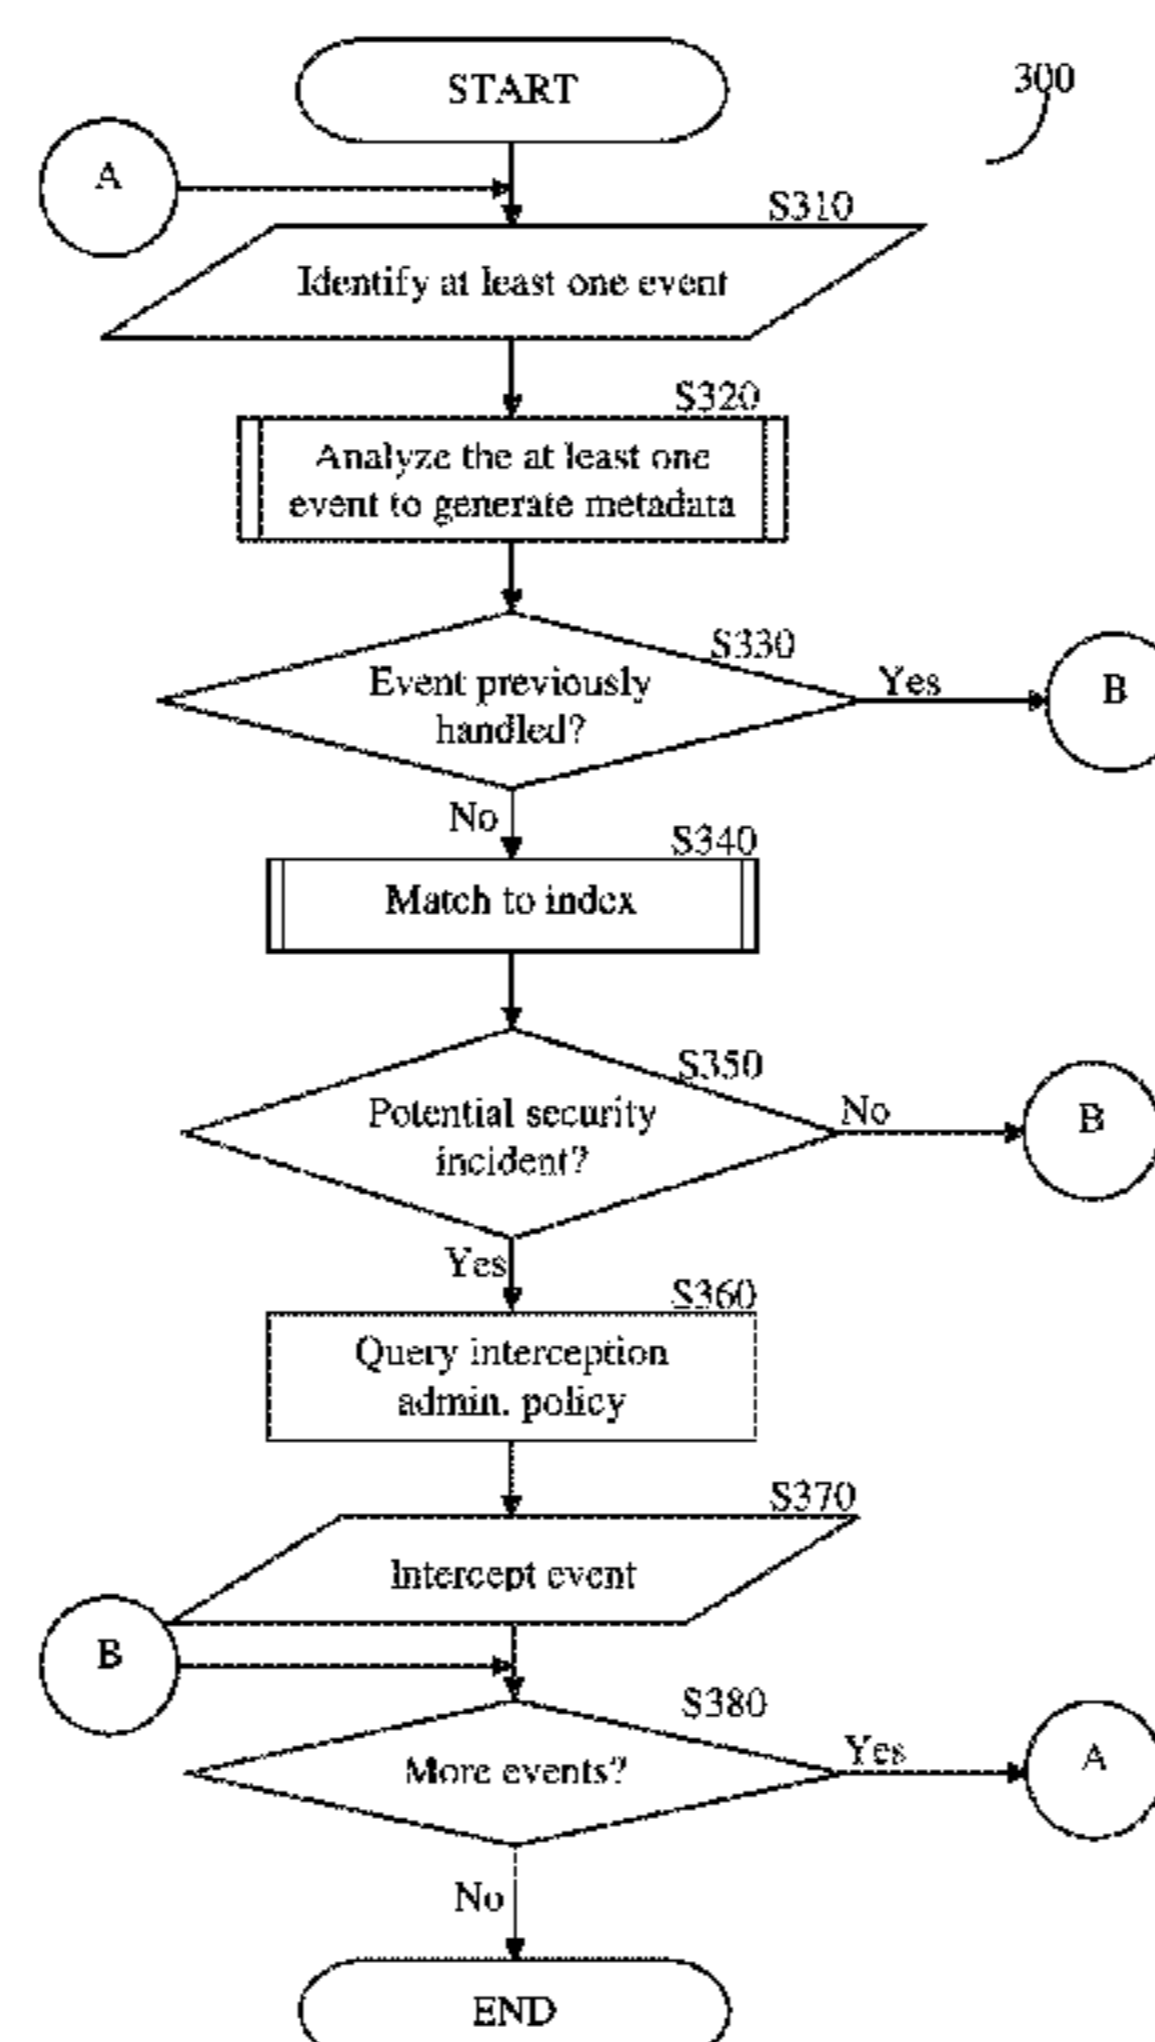 START
300
A
S310
Identify at least one event
S320
Analyze the at least one
event to generate metadata
S330
Event previously
handled?
Yes
B
No
S340
Match to index
S350
Potential security
incident?
No
B
Yes
S360
Query interception
admin. policy
S370
Intercept event
B
S380
More events?
Yes
A
No
END